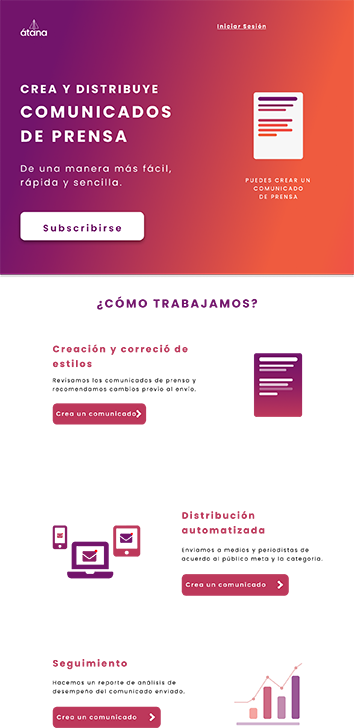 átana
Iniciar Sesión
CREA Y DISTRIBUYE
COMUNICADOS
DE PRENSA
De una manera más fácil,
rápida y sencilla.
PUEDES CREAR UN
COMUNICADO
DE PRENSA
Subscribirse
¿CÓMO TRABAJAMOS?
Creación y correció de
estilos
Revisamos los comunicados de prensa y
recomendamos cambios previo al envío.
Crea un comunicado
Distribución
automatizada
Enviamos a medios y periodistas de
acuerdo al público meta y la categoría.
Crea un comunicado
Seguimiento
Hacemos un reporte de análisis de
desempeño del comunicado enviado.
Crea un comunicado